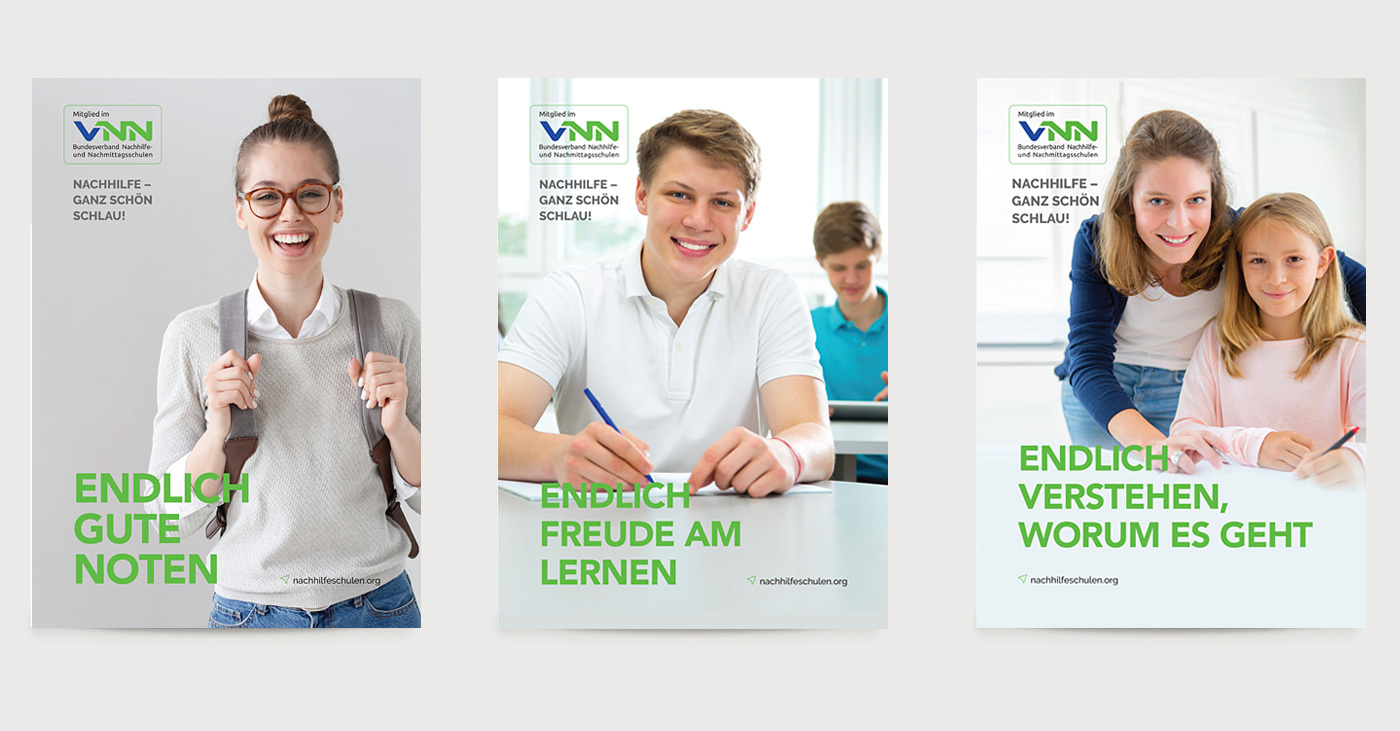 Mitglied im
VNN
Bundesverband Nachhilfe-
und Nachmittagsschulen
NACHHILFE –
GANZ SCHÖN
SCHLAU!
ENDLICH
GUTE
NOTEN
nachhilfeschulen.org
Mitglied im
VNN
Bundesverband Nachhilfe-
und Nachmittagsschulen
NACHHILFE –
GANZ SCHÖN
SCHLAU!
ENDLICH
FREUDE AM
LERNEN
nachhilfeschulen.org
Mitglied im
VNN
Bundesverband Nachhilfe-
und Nachmittagsschulen
NACHHILFE –
GANZ SCHÖN
SCHLAU!
ENDLICH
VERSTEHEN,
WORUM ES GEHT
nachhilfeschulen.org